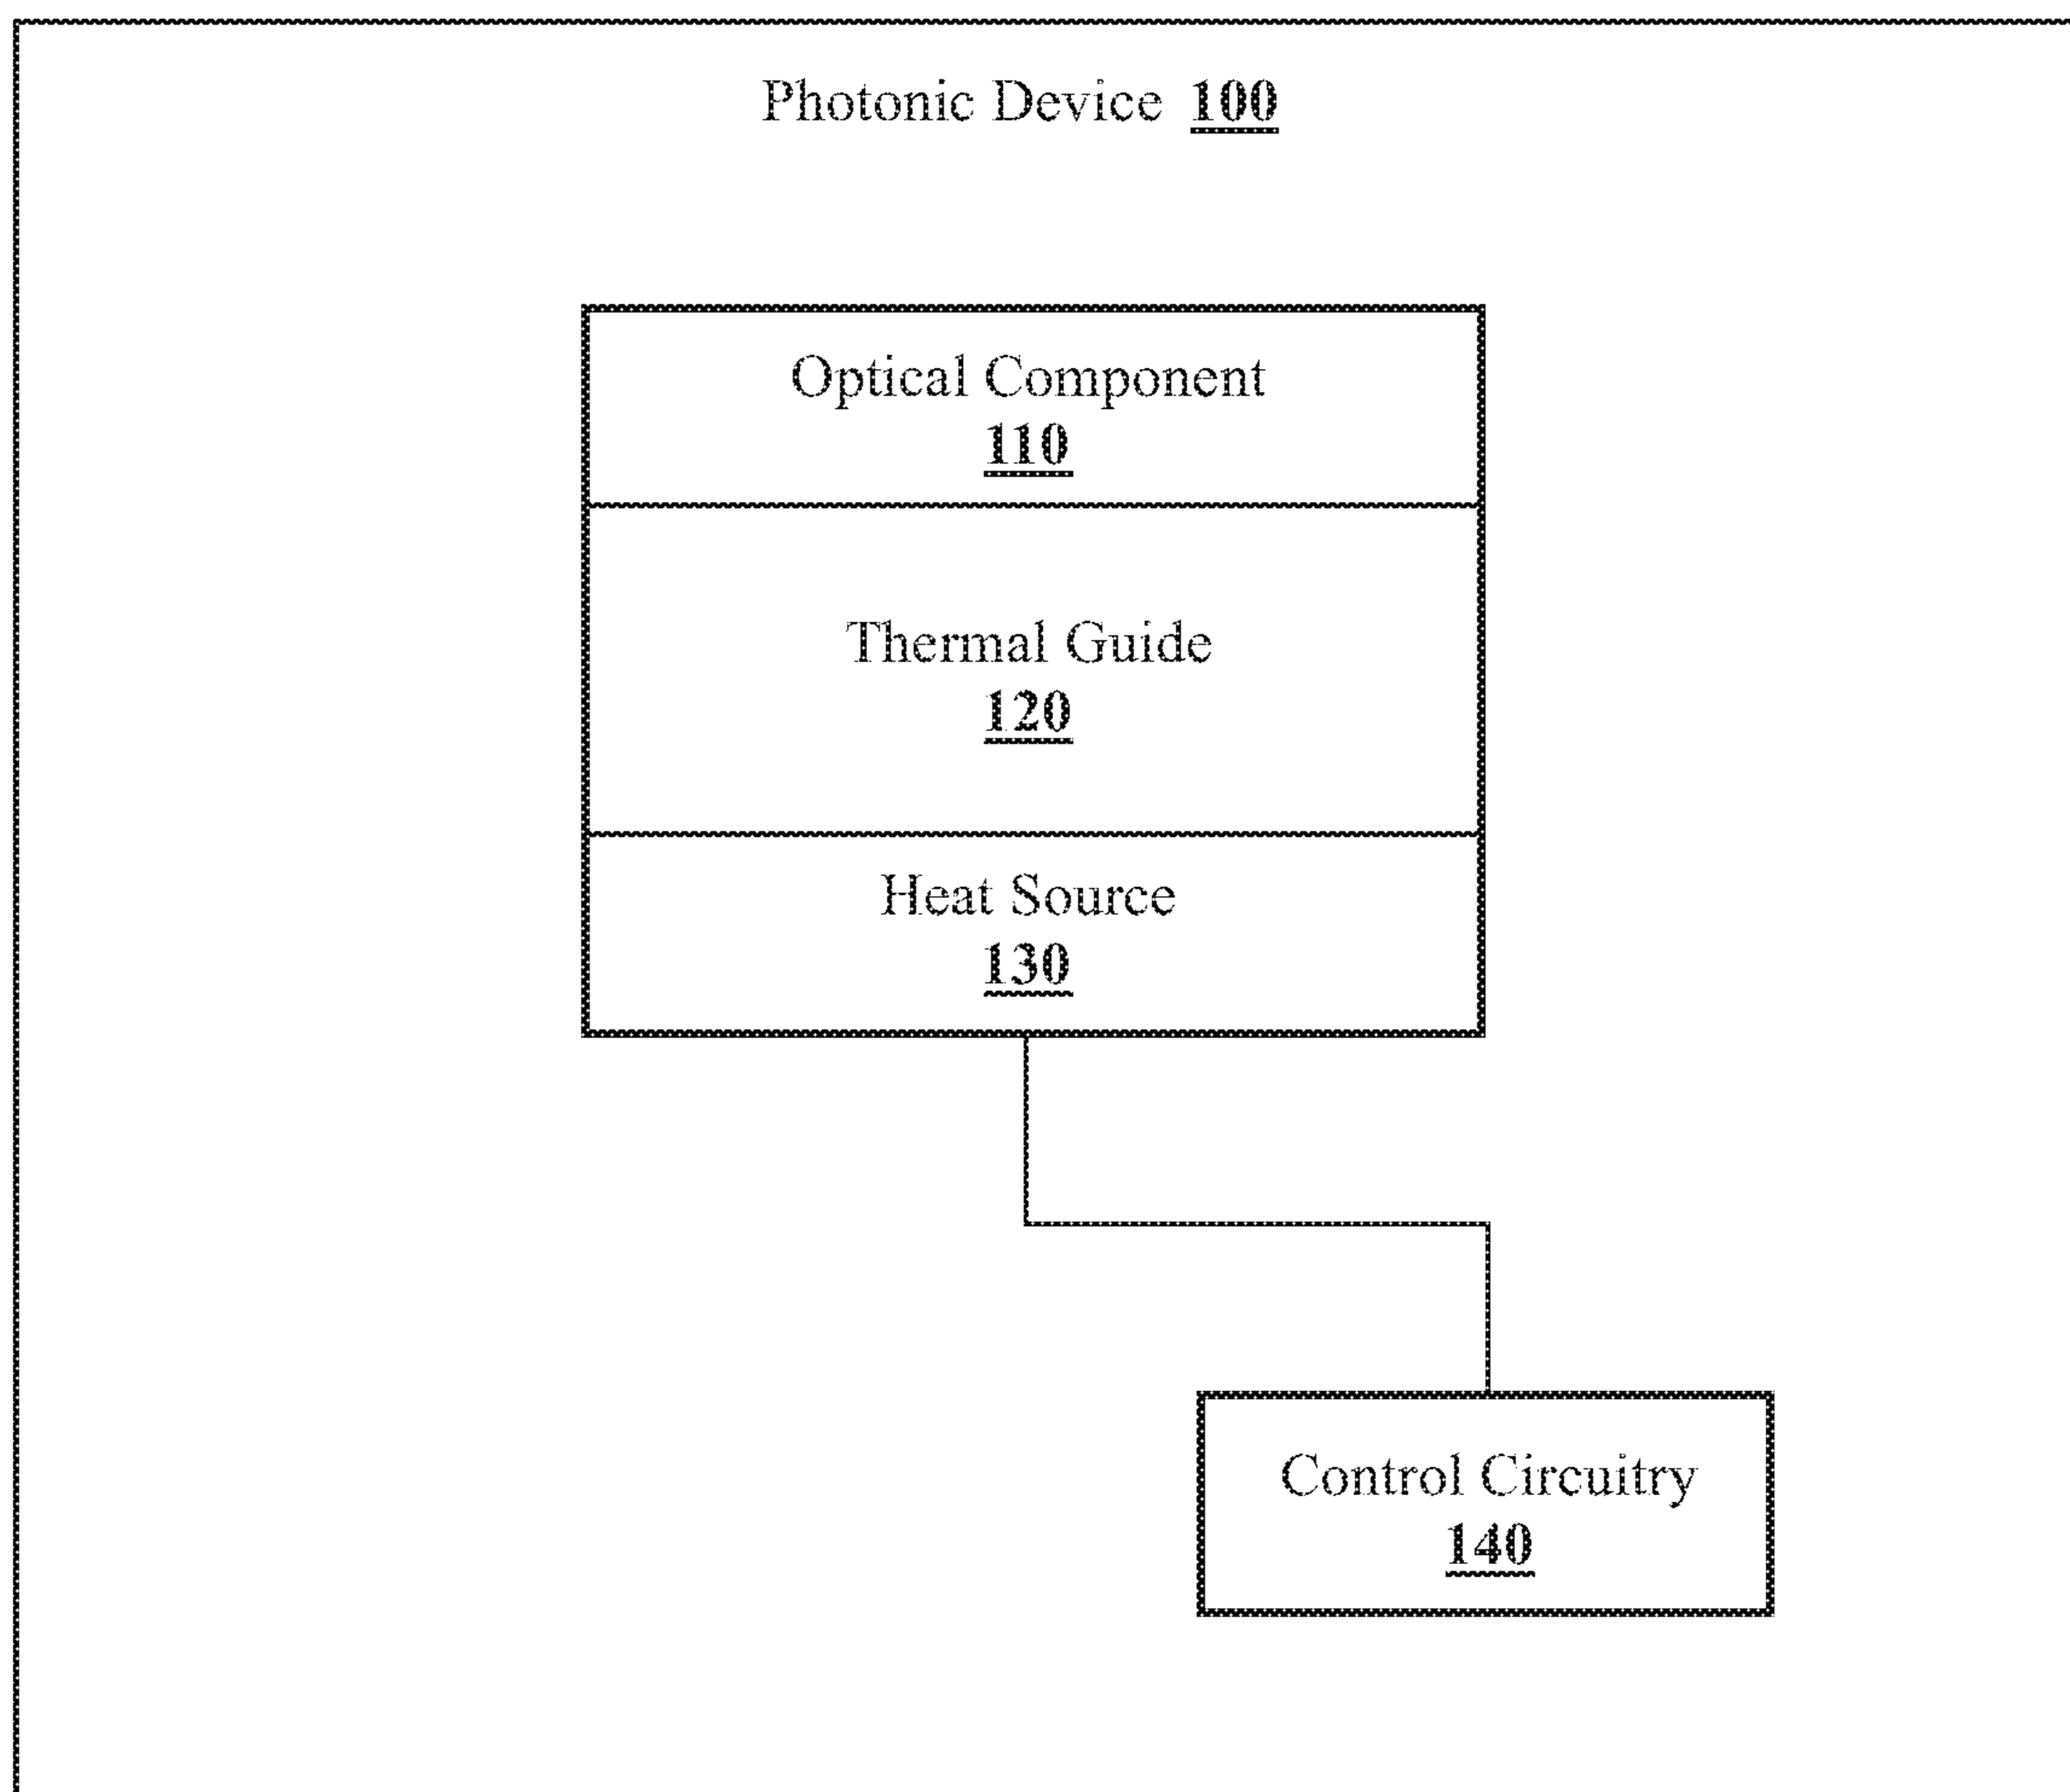 Photonic Device 100
Optical Component
110
Thermal Guide
120
Heat Source
130
Control Circuitry
140